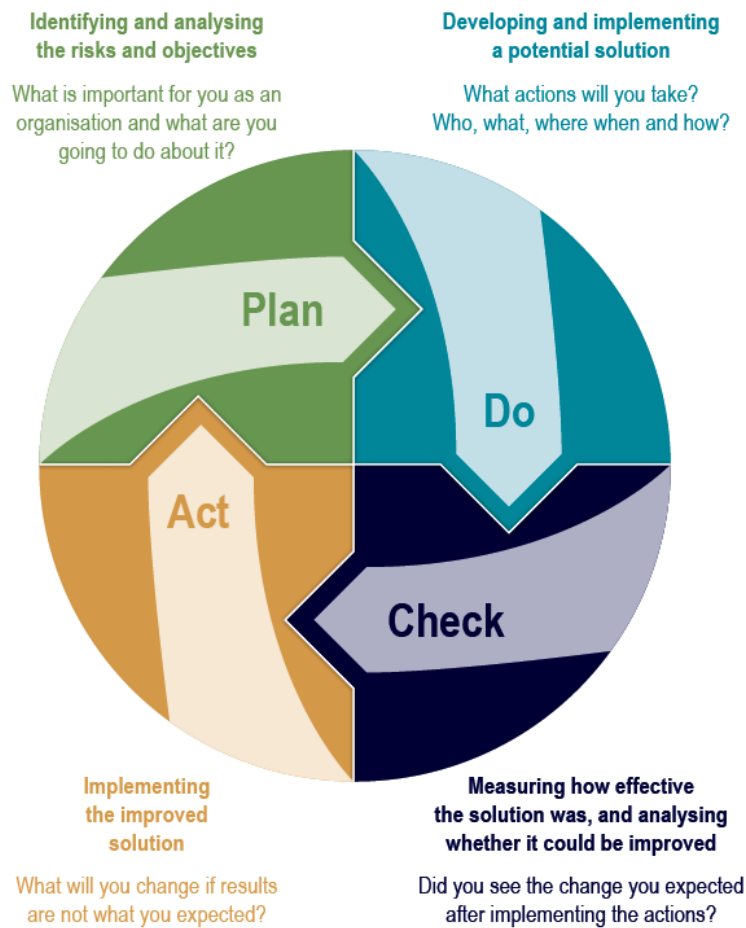 Identifying and analysing
the risks and objectives
What is important for you as an
organisation and what are you
going to do about it?
Developing and implementing
a potential solution
What actions will you take?
Who, what, where when and how?
Plan
Do
Act
Check
Implementing
the improved
solution
What will you change if results
are not what you expected?
Measuring how effective
the solution was, and analysing
whether it could be improved
Did you see the change you expected
after implementing the actions?